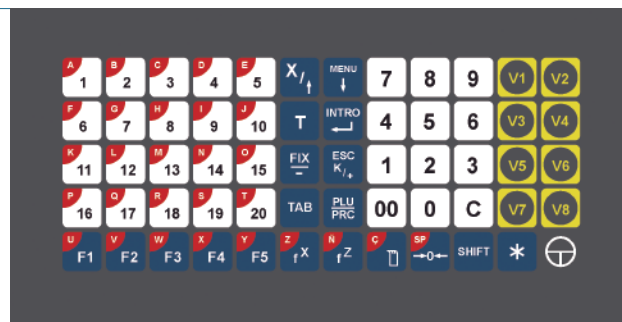 A 1 B 2 C 3 D 4 E 5 X/↑ MENU ↓ 7 8 9 V1 V2
F 6 G 7 H 8 I 9 J 10 T INTRO ↵ 4 5 6 V3 V4
K 11 L 12 M 13 N 14 O 15 FIX – ESC K/+ 1 2 3 V5 V6
P 16 Q 17 R 18 S 19 T 20 TAB PLU PRC 00 0 C V7 V8
U F1 V F2 W F3 X F4 Y F5 Z fX Ñ fZ Ç SP →0← SHIFT *